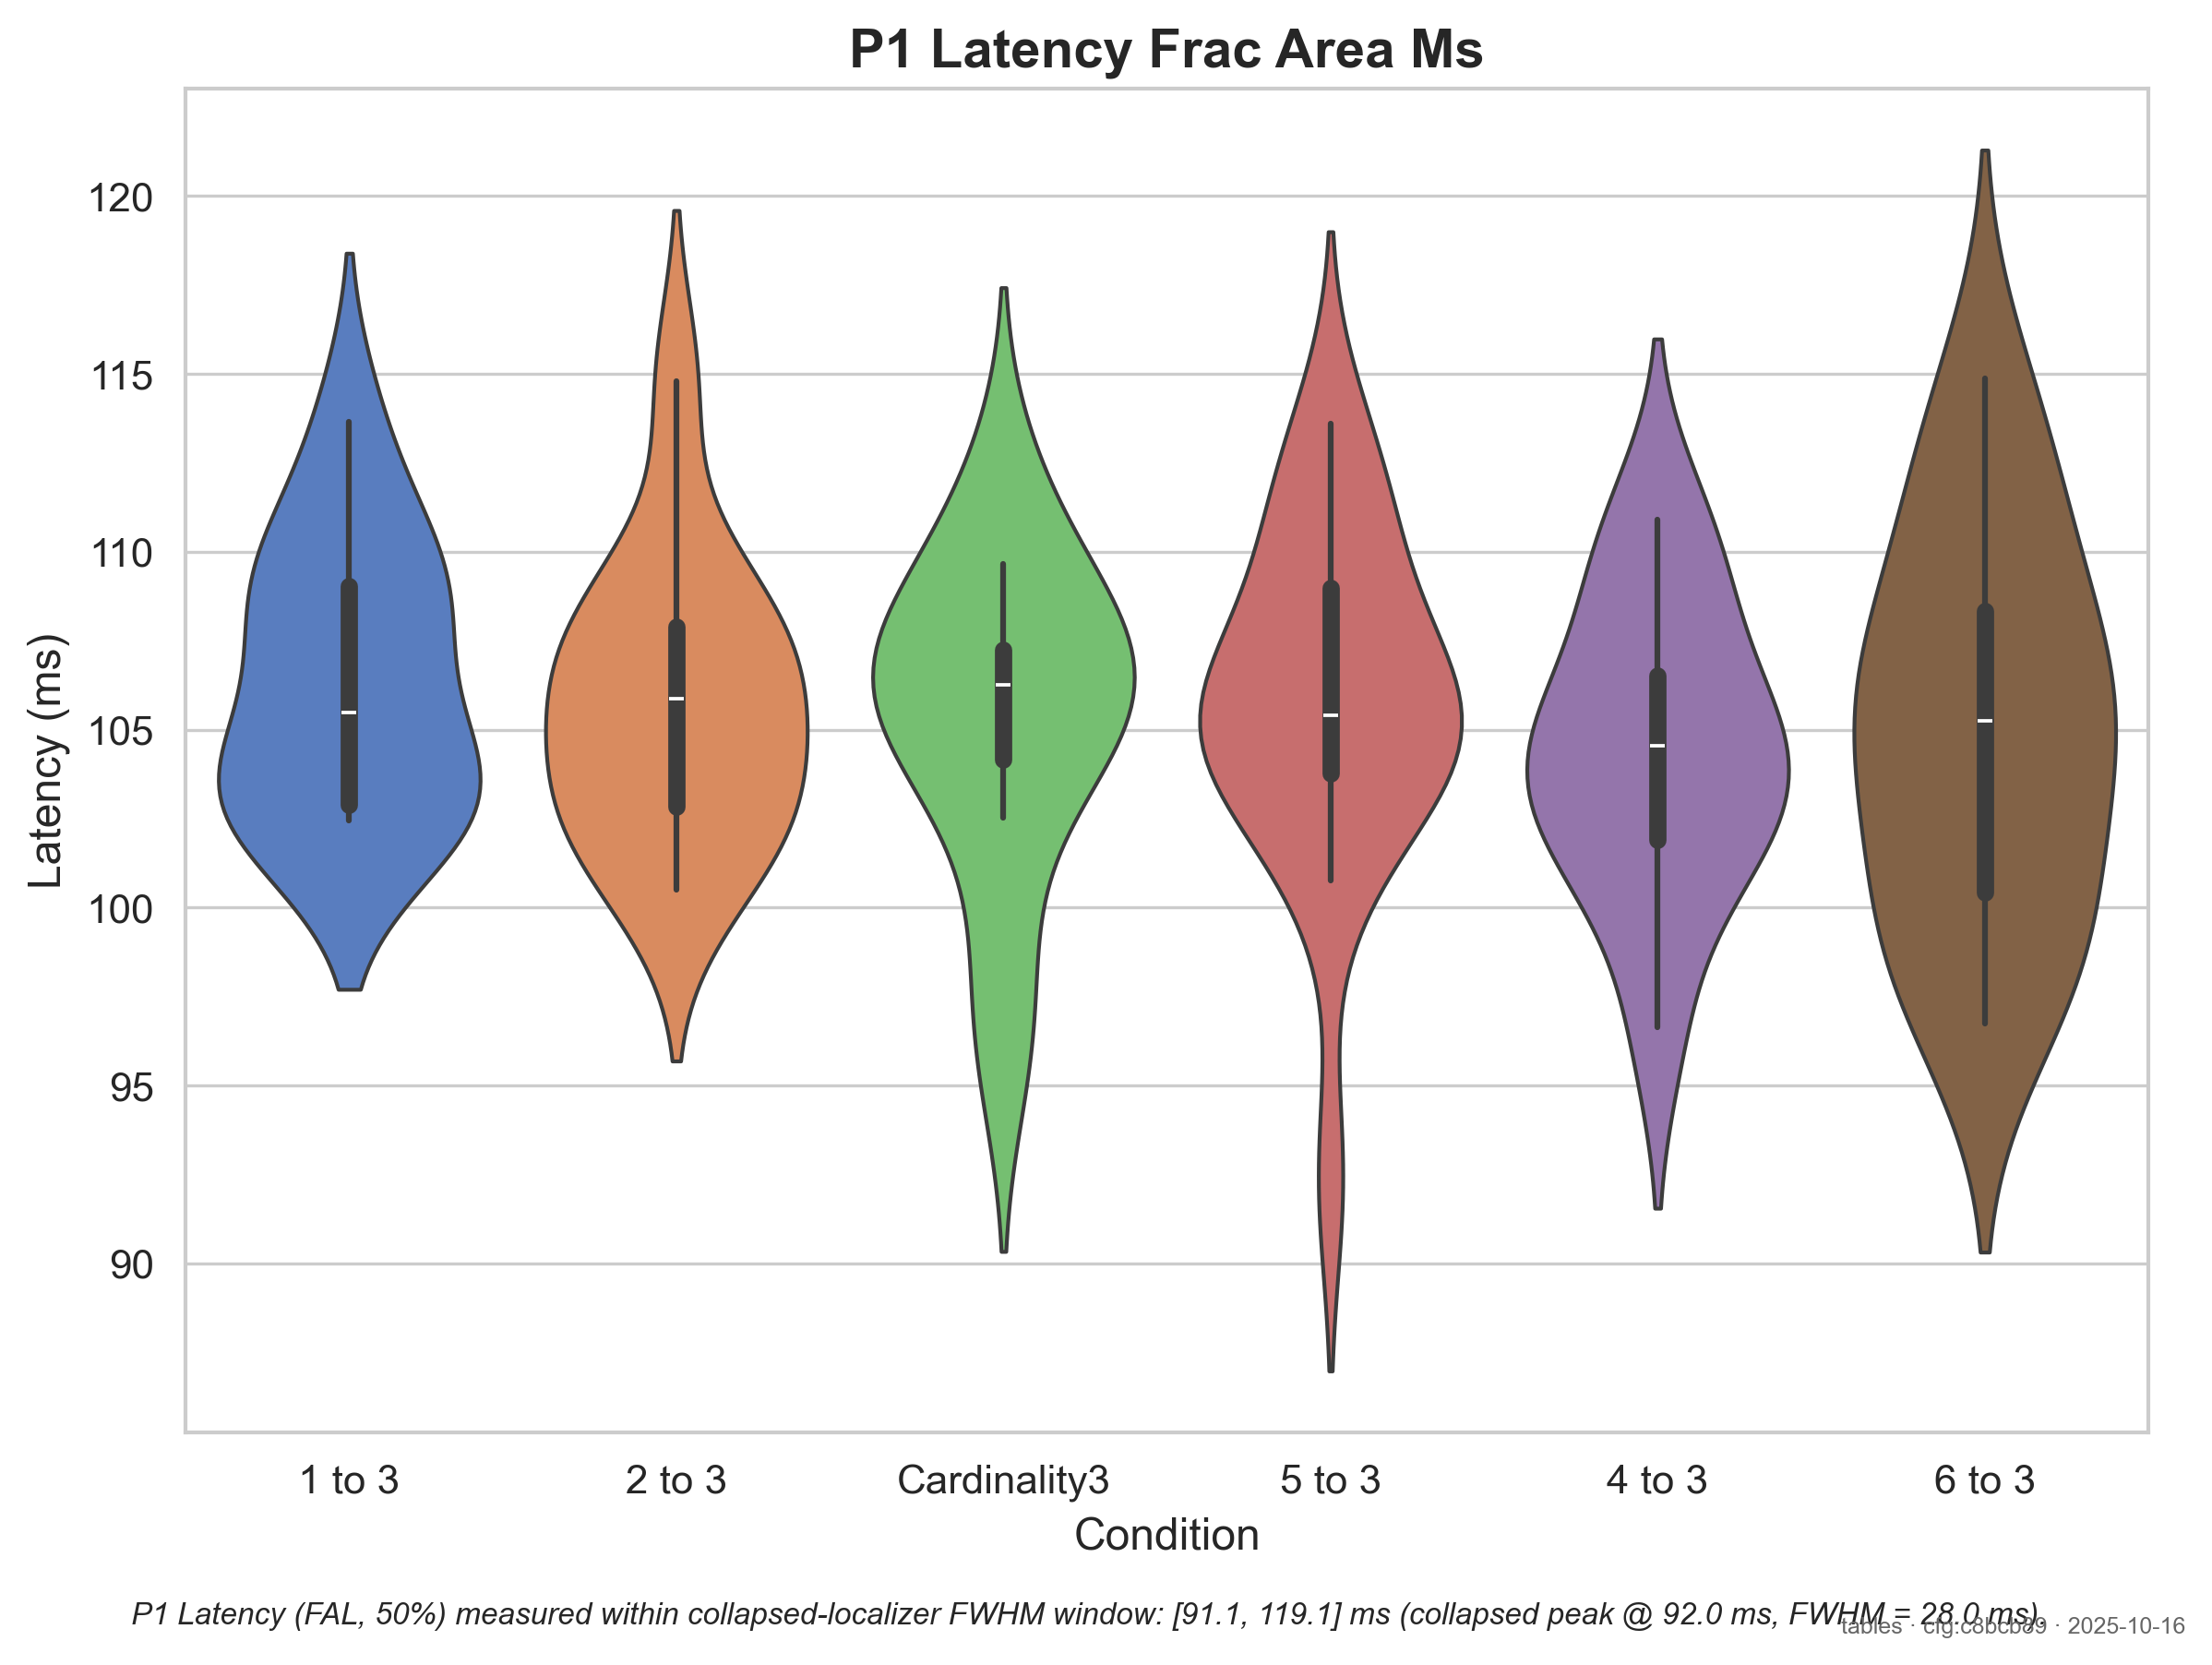 P1 Latency Frac Area Ms
120
115
110
105
100
95
90
Latency (ms)
1 to 3
2 to 3
Cardinality3
5 to 3
4 to 3
6 to 3
Condition
P1 Latency (FAL, 50%) measured within collapsed-localizer FWHM window: [91.1, 119.1] ms (collapsed peak @ 92.0 ms, FWHM = 28.0 ms).
tables · cfg:c8bcb89 · 2025-10-16